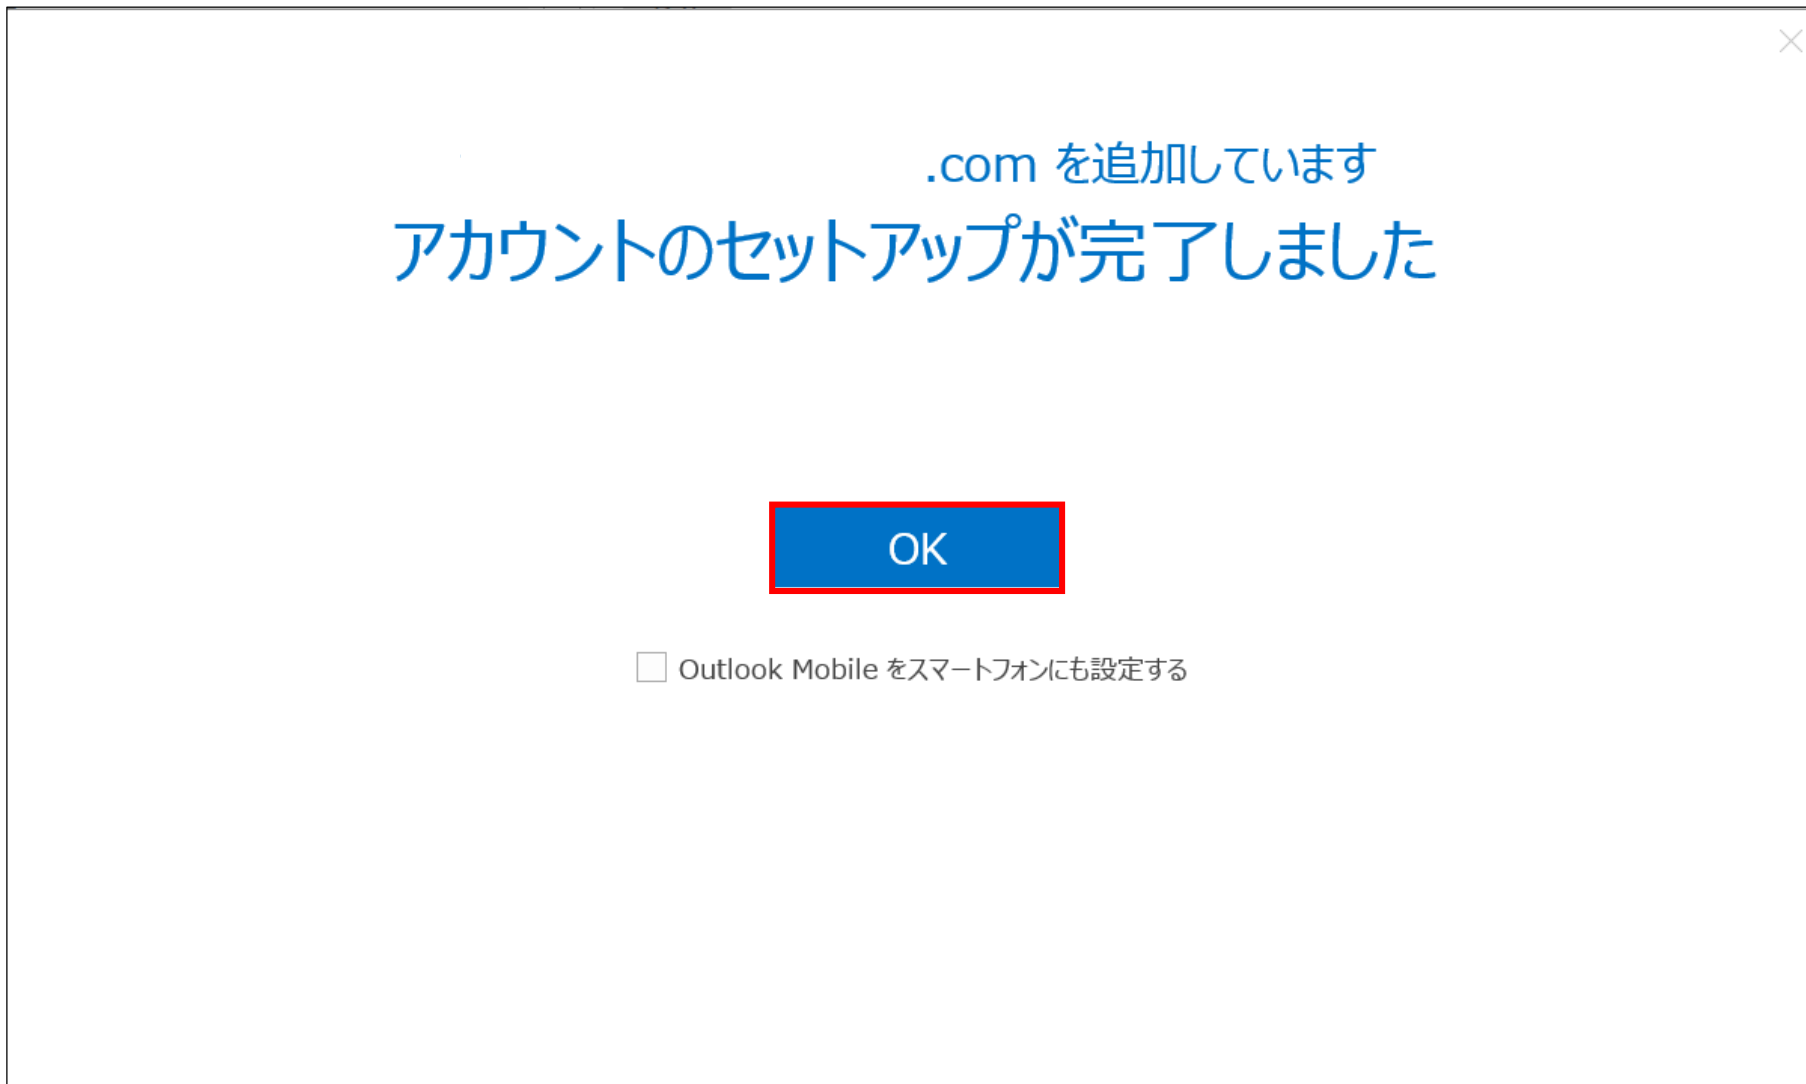 .com を追加しています
アカウントのセットアップが完了しました
OK
Outlook Mobile をスマートフォンにも設定する